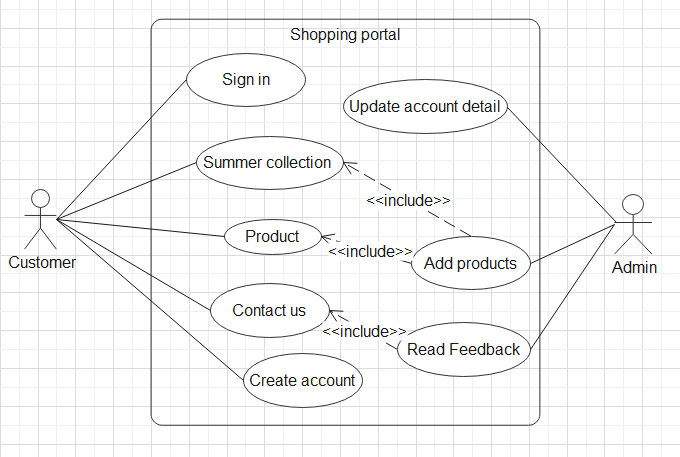 Shopping portal
Sign in
Update account detail
Summer collection
<<include>>
Product
<<include>>
Add products
Customer
Admin
Contact us
<<include>>
Read Feedback
Create account